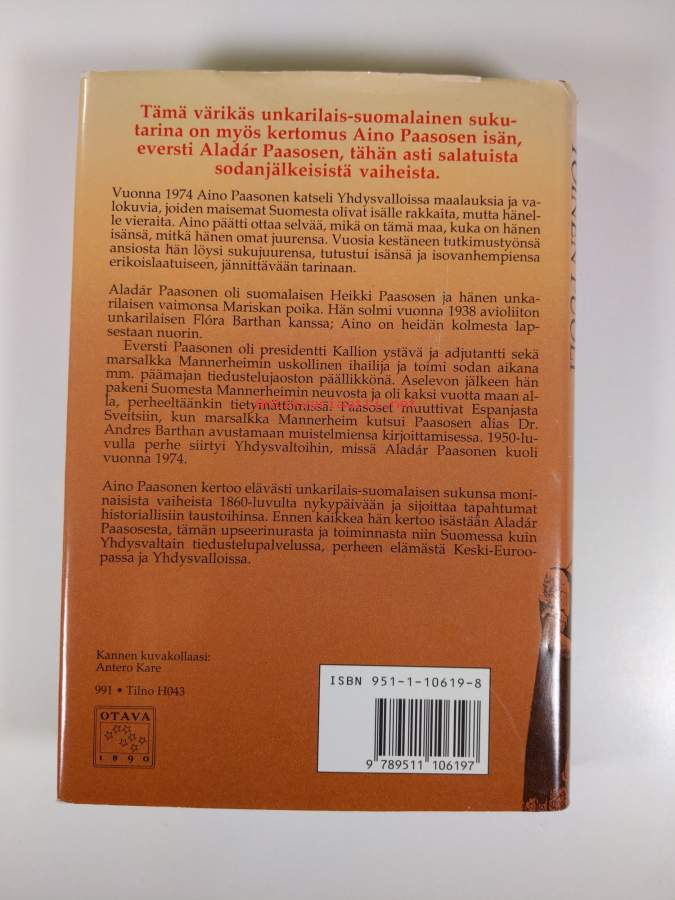 Tämä värikäs unkarilais-suomalainen suku-
tarina on myös kertomus Aino Paasosen isän,
eversti Aladár Paasosen, tähän asti salatuista
sodanjälkeisistä vaiheista.
Vuonna 1974 Aino Paasonen katseli Yhdysvalloissa maalauksia ja va-
lokuvia, joiden maisemat Suomesta olivat isälle rakkaita, mutta hänel-
le vieraita. Aino päätti ottaa selvää, mikä on tämä maa, kuka on hänen
isänsä, mitkä hänen omat juurensa. Vuosia kestäneen tutkimustyönsä
ansiosta hän löysi sukujuurensa, tutustui isänsä ja isovanhempiensa
erikoislaatuiseen, jännittävään tarinaan.
Aladár Paasonen oli suomalaisen Heikki Paasosen ja hänen unka-
rilaisen vaimonsa Mariskan poika. Hän solmi vuonna 1938 avioliiton
unkarilaisen Flóra Barthan kanssa; Aino on heidän kolmesta lap-
sestaan nuorin.
Eversti Paasonen oli presidentti Kallion ystävä ja adjutantti sekä
marsalkka Mannerheimin uskollinen ihailija ja toimi sodan aikana
mm. päämajan tiedustelujaoston päällikkönä. Aselevon jälkeen hän
pakeni Suomesta Mannerheimin neuvosta ja oli kaksi vuotta maan al-
la, perheeltäänkin tietymättömissä. Paasoset muuttivat Espanjasta
Sveitsiin, kun marsalkka Mannerheim kutsui Paasosen alias Dr.
Andres Barthan avustamaan muistelmiensa kirjoittamisessa. 1950-lu-
vulla perhe siirtyi Yhdysvaltoihin, missä Aladár Paasonen kuoli
vuonna 1974.
Aino Paasonen kertoo elävästi unkarilais-suomalaisen sukunsa moni-
naisista vaiheista 1860-luvulta nykypäivään ja sijoittaa tapahtumat
historiallisiin taustoihinsa. Ennen kaikkea hän kertoo isästään Aladár
Paasosesta, tämän upseerinurasta ja toiminnasta niin Suomessa kuin
Yhdysvaltain tiedustelupalvelussa, perheen elämästä Keski-Euroo-
passa ja Yhdysvalloissa.
Kannen kuvakollaasi:
Antero Kare
991 • Tilno H043
OTAVA
1890
ISBN 951-1-10619-8
9 789511 106197